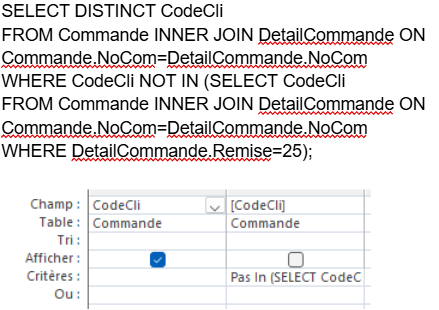 SELECT DISTINCT CodeCli
FROM Commande INNER JOIN DetailCommande ON
Commande.NoCom=DetailCommande.NoCom
WHERE CodeCli NOT IN (SELECT CodeCli
FROM Commande INNER JOIN DetailCommande ON
Commande.NoCom=DetailCommande.NoCom
WHERE DetailCommande.Remise=25);
Champ : CodeCli [CodeCli]
Table : Commande Commande
Tri :
Afficher :
Critères : Pas In (SELECT CodeC
Ou :